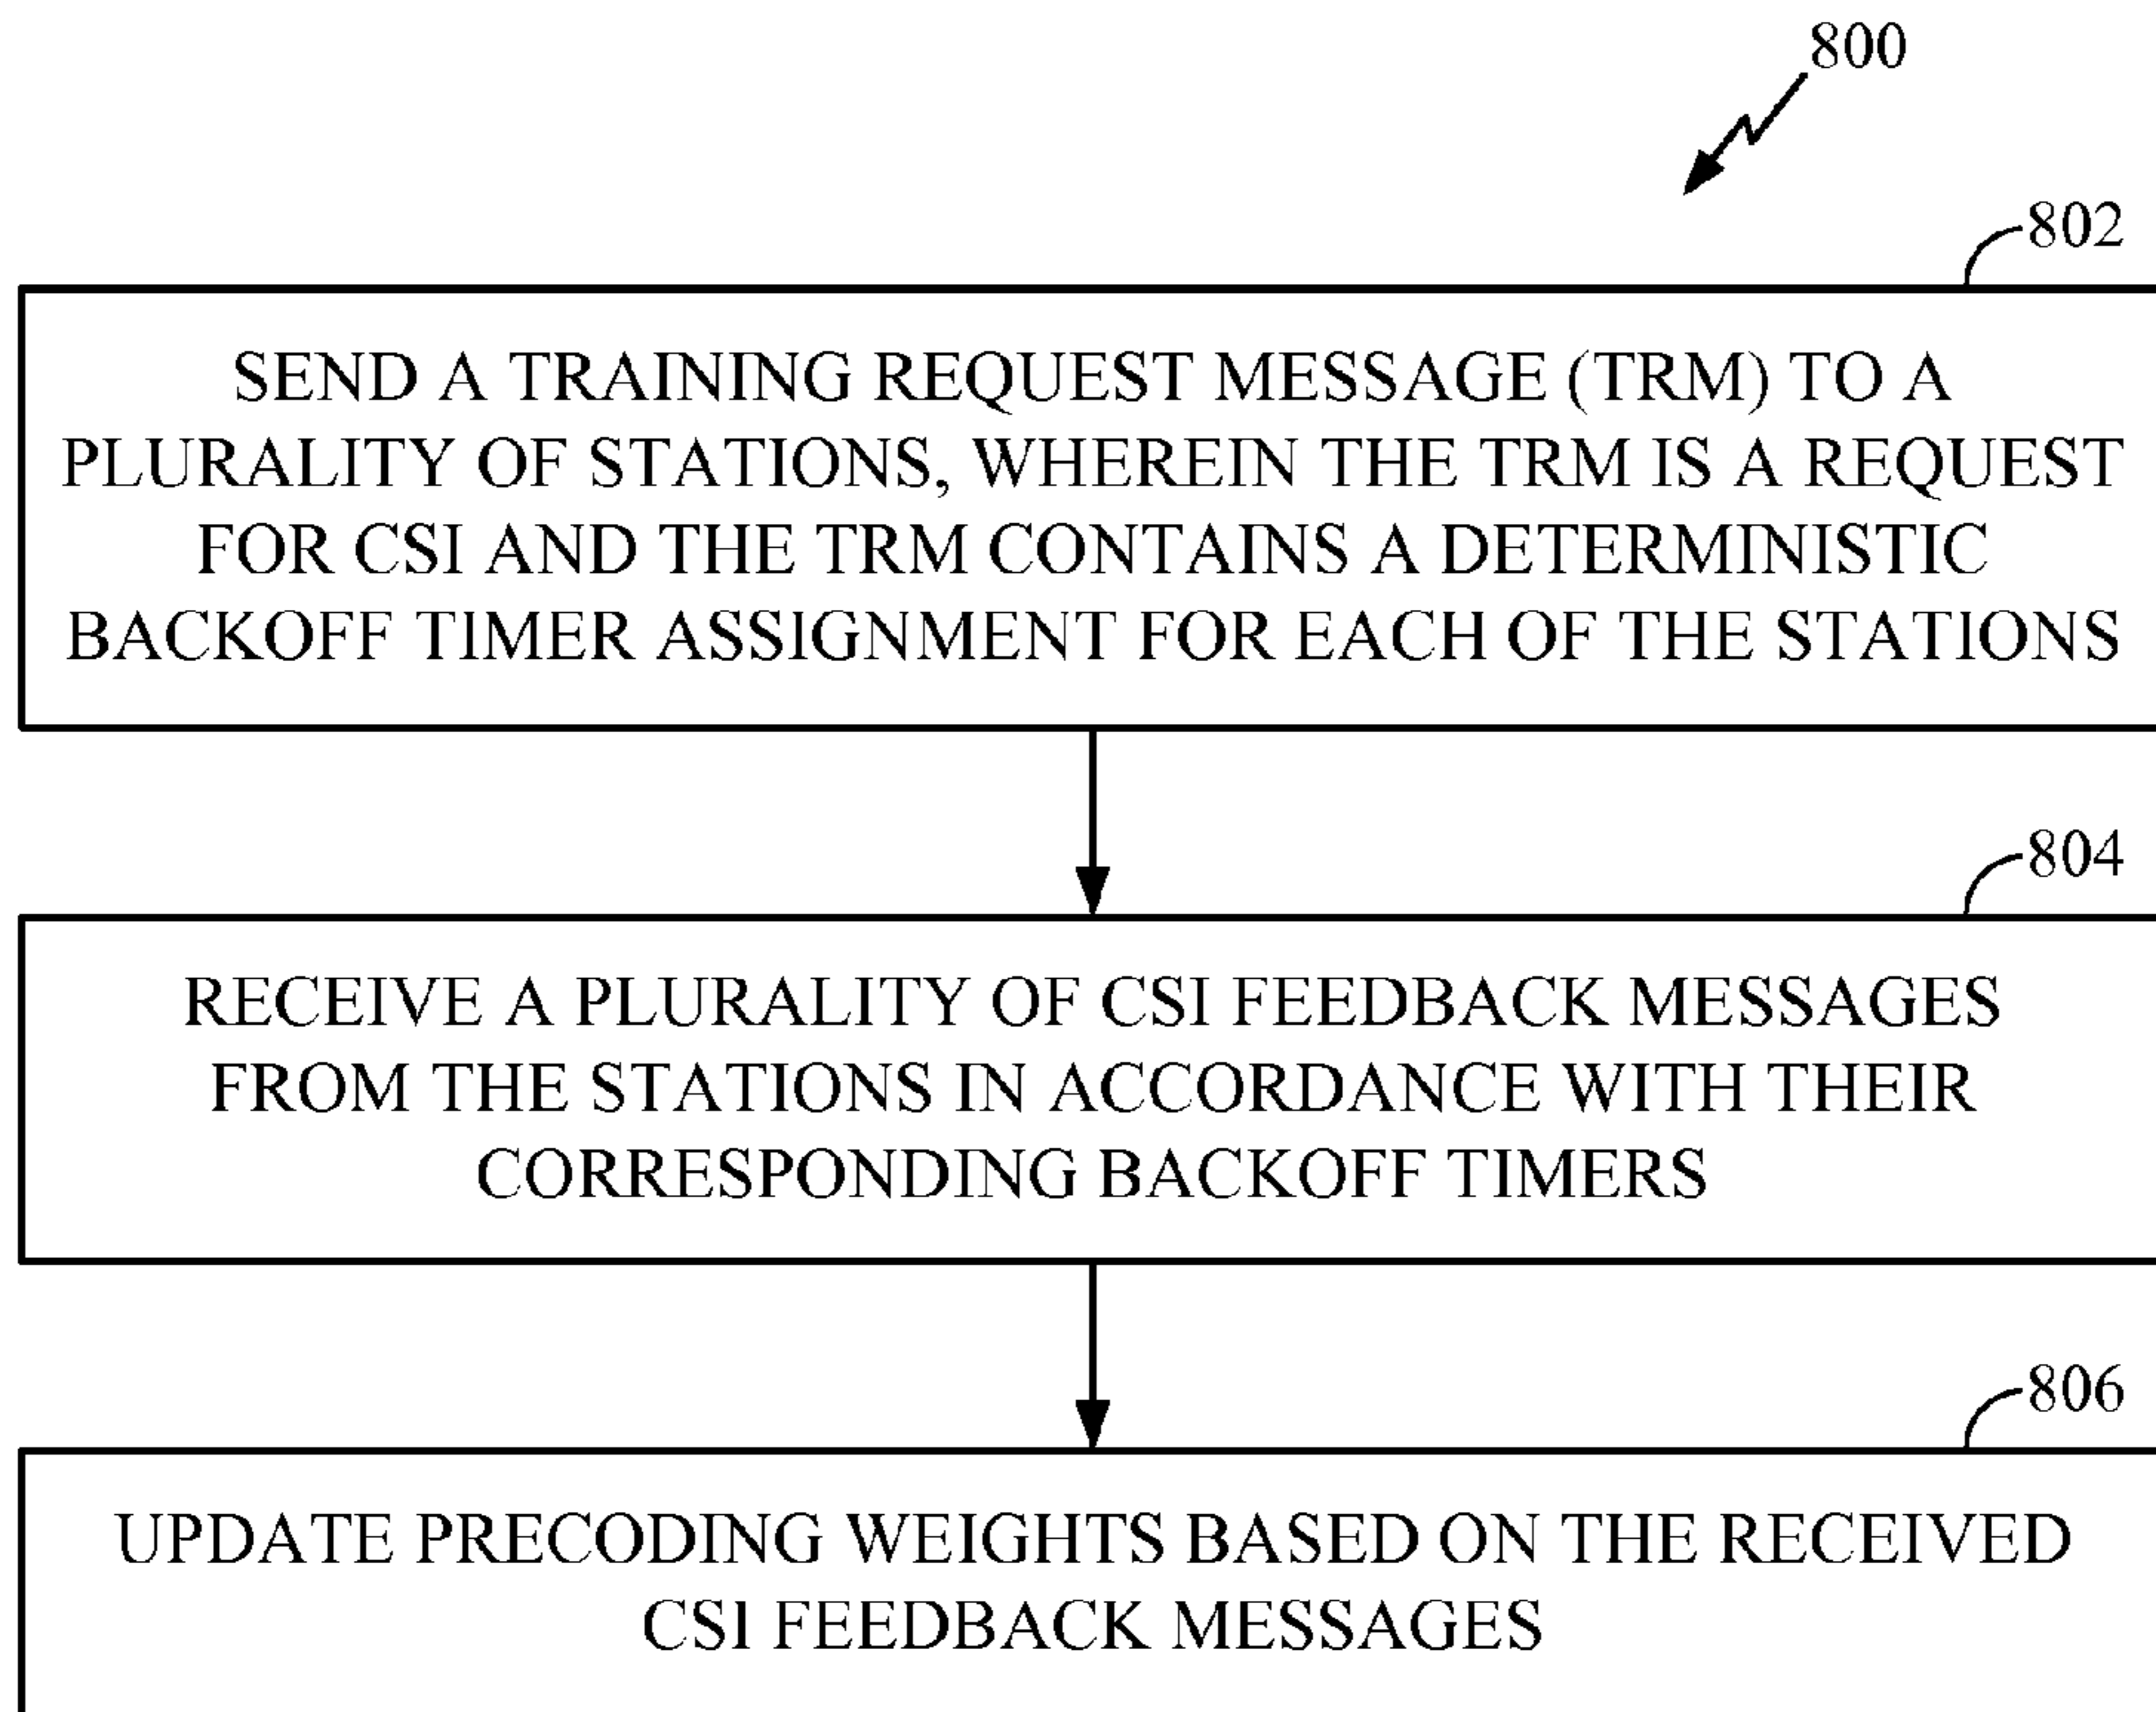 800
802
SEND A TRAINING REQUEST MESSAGE (TRM) TO A
PLURALITY OF STATIONS, WHEREIN THE TRM IS A REQUEST
FOR CSI AND THE TRM CONTAINS A DETERMINISTIC
BACKOFF TIMER ASSIGNMENT FOR EACH OF THE STATIONS
804
RECEIVE A PLURALITY OF CSI FEEDBACK MESSAGES
FROM THE STATIONS IN ACCORDANCE WITH THEIR
CORRESPONDING BACKOFF TIMERS
806
UPDATE PRECODING WEIGHTS BASED ON THE RECEIVED
CSI FEEDBACK MESSAGES